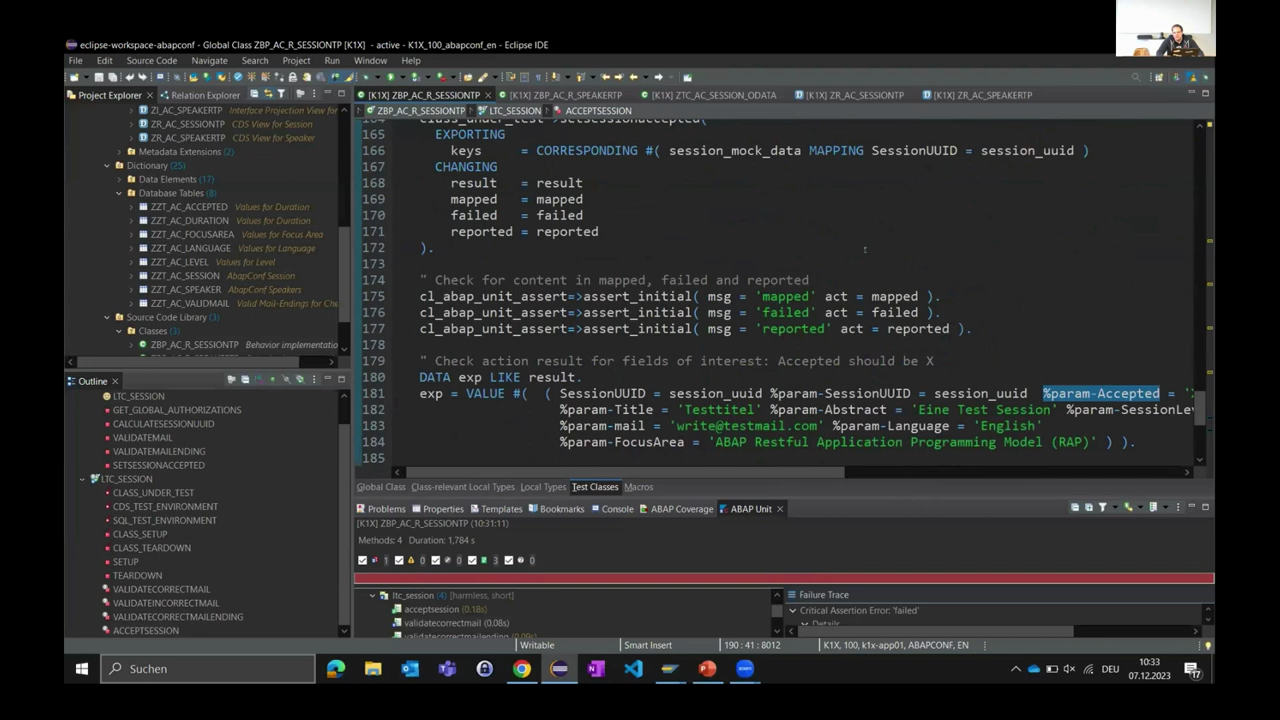 eclipse-workspace-abapconf - Global Class ZBP_AC_R_SESSIONTP [K1X] - active - K1X_100_abapconf_en - Eclipse IDE
File Edit Source Code Navigate Search Project Run Window Help
Project Explorer Relation Explorer
[K1X] ZBP_AC_R_SESSIONTP [K1X] ZBP_AC_R_SPEAKERTP [K1X] ZTC_AC_SESSION_ODATA [K1X] ZR_AC_SESSIONTP [K1X] ZR_AC_SPEAKERTP
ZBP_AC_R_SESSIONTP LTC_SESSION ACCEPTSESSION
ZI_AC_SPEAKERTP Interface Projection View
ZR_AC_SESSIONTP CDS View for Session
ZR_AC_SPEAKERTP CDS View for Speaker
Metadata Extensions (2)
Dictionary (25)
Data Elements (17)
Database Tables (8)
ZZT_AC_ACCEPTED Values for Duration
ZZT_AC_DURATION Values for Duration
ZZT_AC_FOCUSAREA Values for Focus Area
ZZT_AC_LANGUAGE Values for Language
ZZT_AC_LEVEL Values for Level
ZZT_AC_SESSION AbapConf Session
ZZT_AC_SPEAKER AbapConf Speakers
ZZT_AC_VALIDMAIL Valid Mail-Endings for Che
Source Code Library (3)
Classes (3)
ZBP_AC_R_SESSIONTP Behavior implementatio
164 class_under_test->setsessionaccepted(
165 EXPORTING
166 keys = CORRESPONDING #( session_mock_data MAPPING SessionUUID = session_uuid )
167 CHANGING
168 result = result
169 mapped = mapped
170 failed = failed
171 reported = reported
172 ).
173
174 " Check for content in mapped, failed and reported
175 cl_abap_unit_assert=>assert_initial( msg = 'mapped' act = mapped ).
176 cl_abap_unit_assert=>assert_initial( msg = 'failed' act = failed ).
177 cl_abap_unit_assert=>assert_initial( msg = 'reported' act = reported ).
178
179 " Check action result for fields of interest: Accepted should be X
180 DATA exp LIKE result.
181 exp = VALUE #( ( SessionUUID = session_uuid %param-SessionUUID = session_uuid %param-Accepted = '
182 %param-Title = 'Testtitel' %param-Abstract = 'Eine Test Session' %param-SessionLev
183 %param-mail = 'write@testmail.com' %param-Language = 'English'
184 %param-FocusArea = 'ABAP Restful Application Programming Model (RAP)' ) ).
185
Outline
LTC_SESSION
GET_GLOBAL_AUTHORIZATIONS
CALCULATESESSIONUUID
VALIDATEMAIL
VALIDATEMAILENDING
SETSESSIONACCEPTED
LTC_SESSION
CLASS_UNDER_TEST
CDS_TEST_ENVIRONMENT
SQL_TEST_ENVIRONMENT
CLASS_SETUP
CLASS_TEARDOWN
SETUP
TEARDOWN
VALIDATECORRECTMAIL
VALIDATEINCORRECTMAIL
VALIDATECORRECTMAILENDING
ACCEPTSESSION
Global Class Class-relevant Local Types Local Types Test Classes Macros
Problems Properties Templates Bookmarks Console ABAP Coverage ABAP Unit
[K1X] ZBP_AC_R_SESSIONTP (10:31:11)
Methods: 4 Duration: 1,784 s
1 0 0 3 0
ltc_session (4) [harmless, short]
acceptsession (0.18s)
validatecorrectmail (0.08s)
validatecorrectmailending (0.09s)
Failure Trace
Critical Assertion Error: 'failed'
Details
Writable Smart Insert 190 : 41 : 8012 K1X, 100, k1x-app01, ABAPCONF, EN
Suchen
DEU 10:33
07.12.2023
17